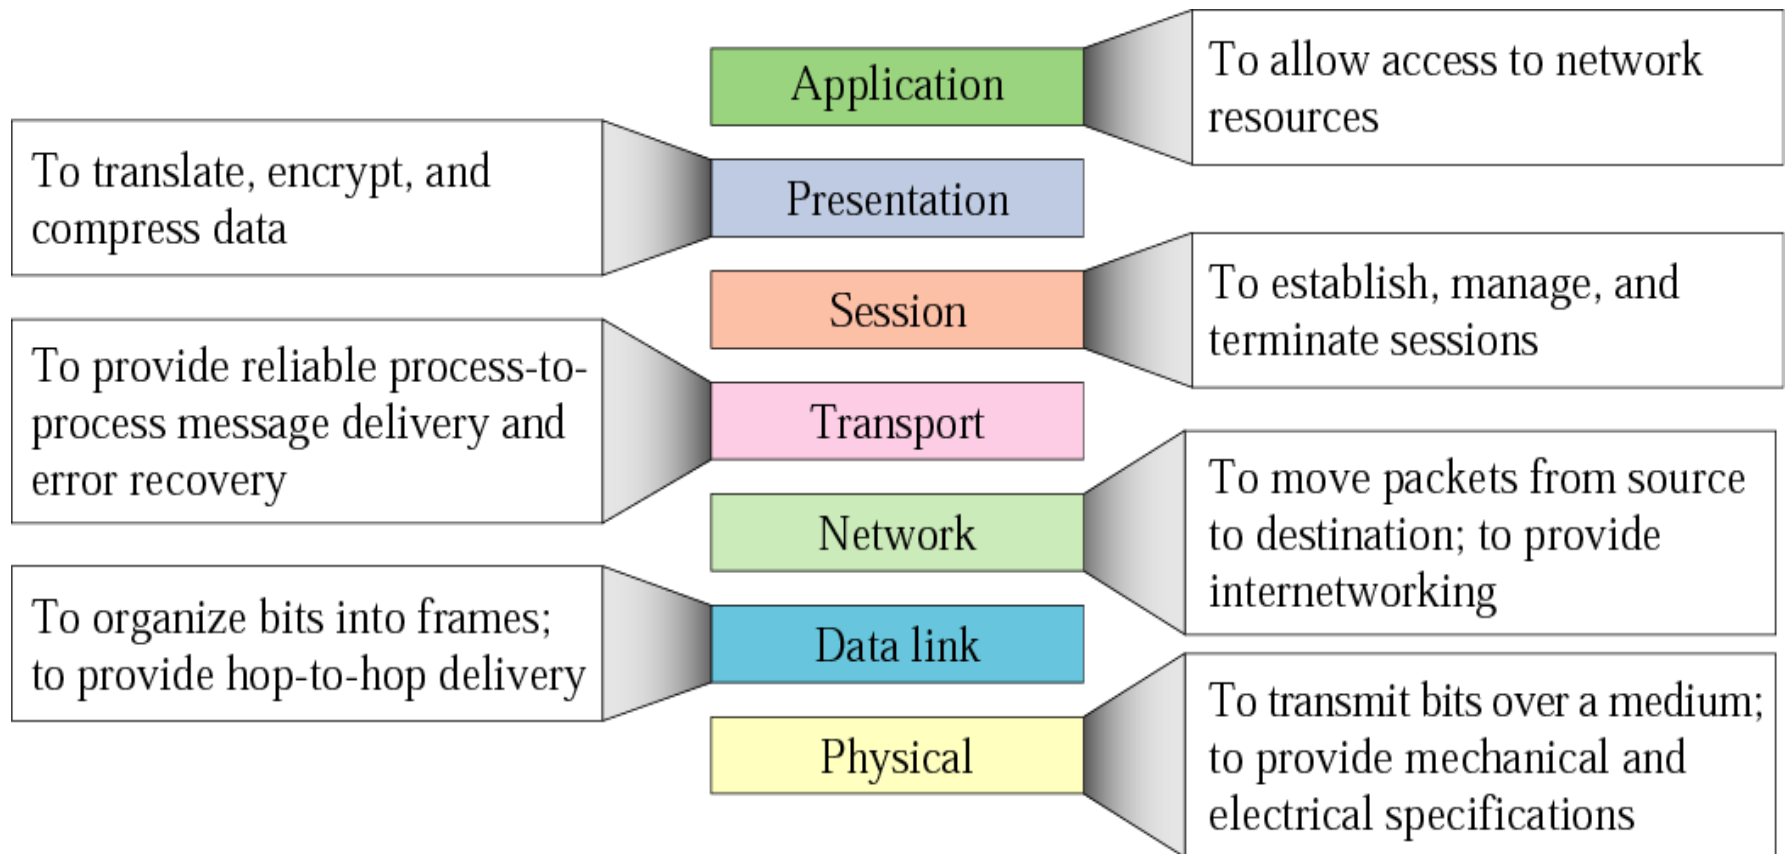 Application
To allow access to network
resources
To translate, encrypt, and
compress data
Presentation
Session
To establish, manage, and
terminate sessions
To provide reliable process-to-
process message delivery and
error recovery
Transport
Network
To move packets from source
to destination; to provide
internetworking
To organize bits into frames;
to provide hop-to-hop delivery
Data link
Physical
To transmit bits over a medium;
to provide mechanical and
electrical specifications